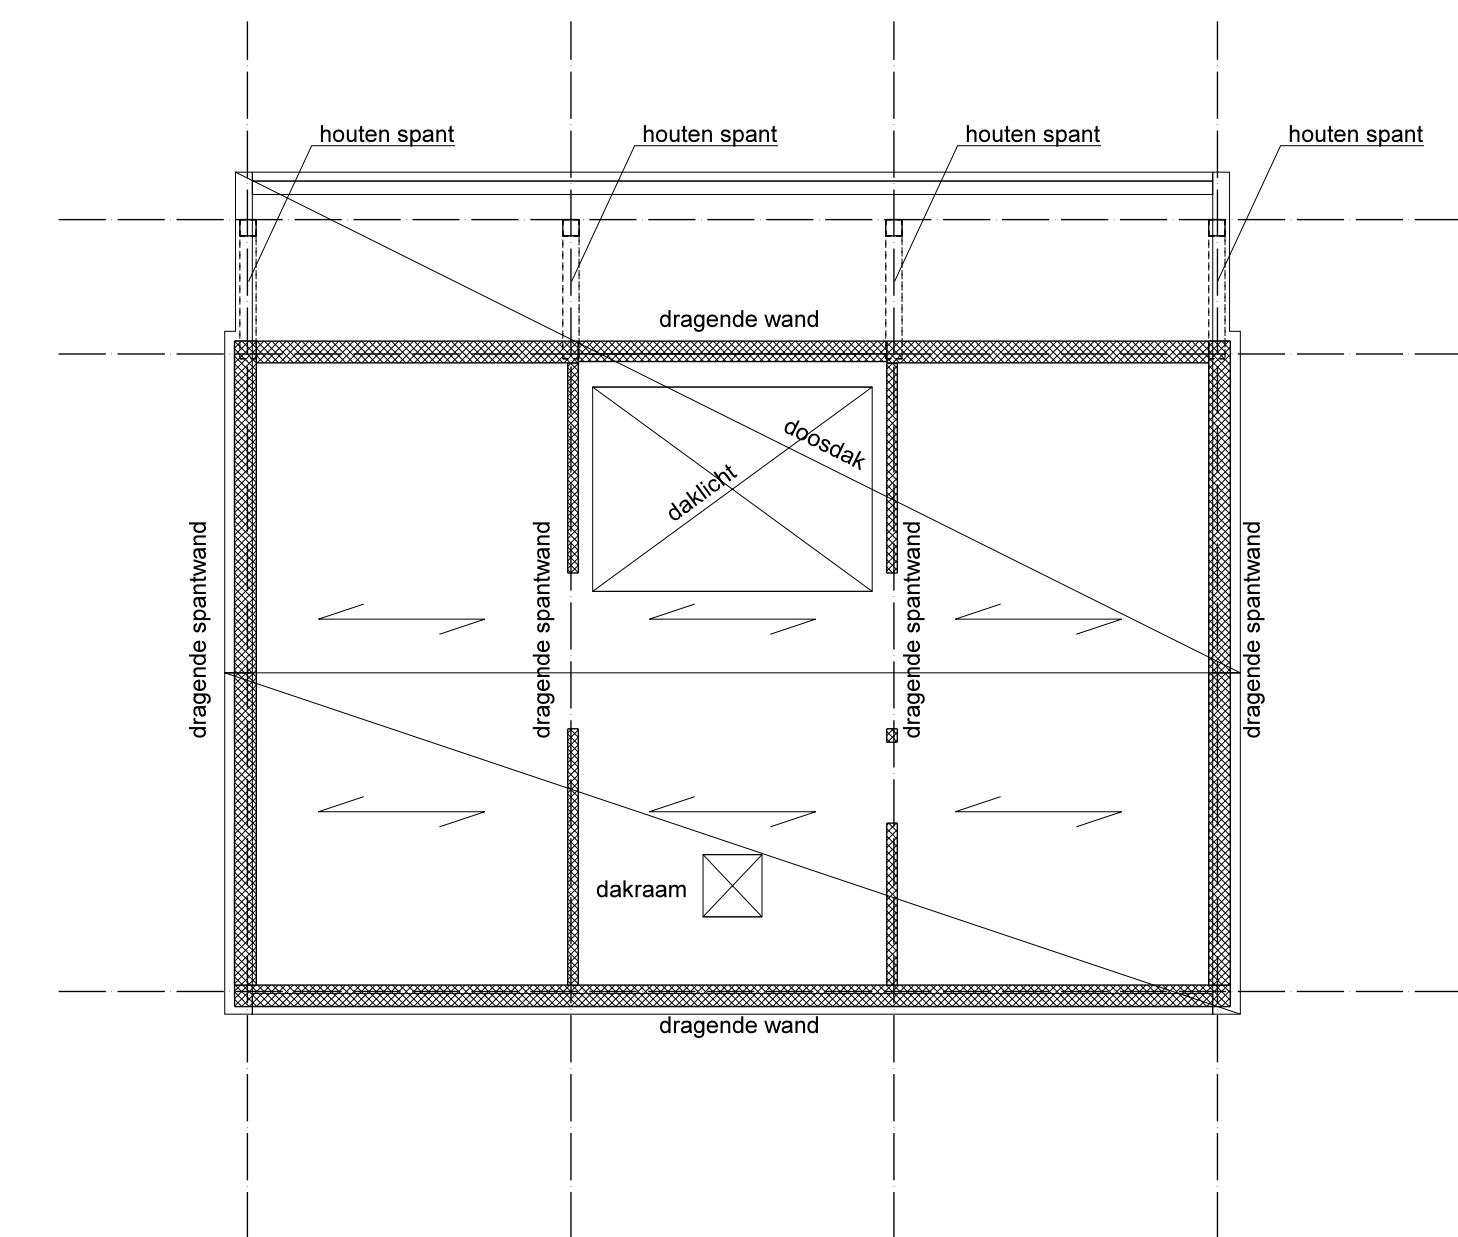 houten spant
houten spant
houten spant
houten spant
dragende wand
doosdak
daklicht
dragende spantwand
dragende spantwand
dragende spantwand
dragende spantwand
dakraam
dragende wand